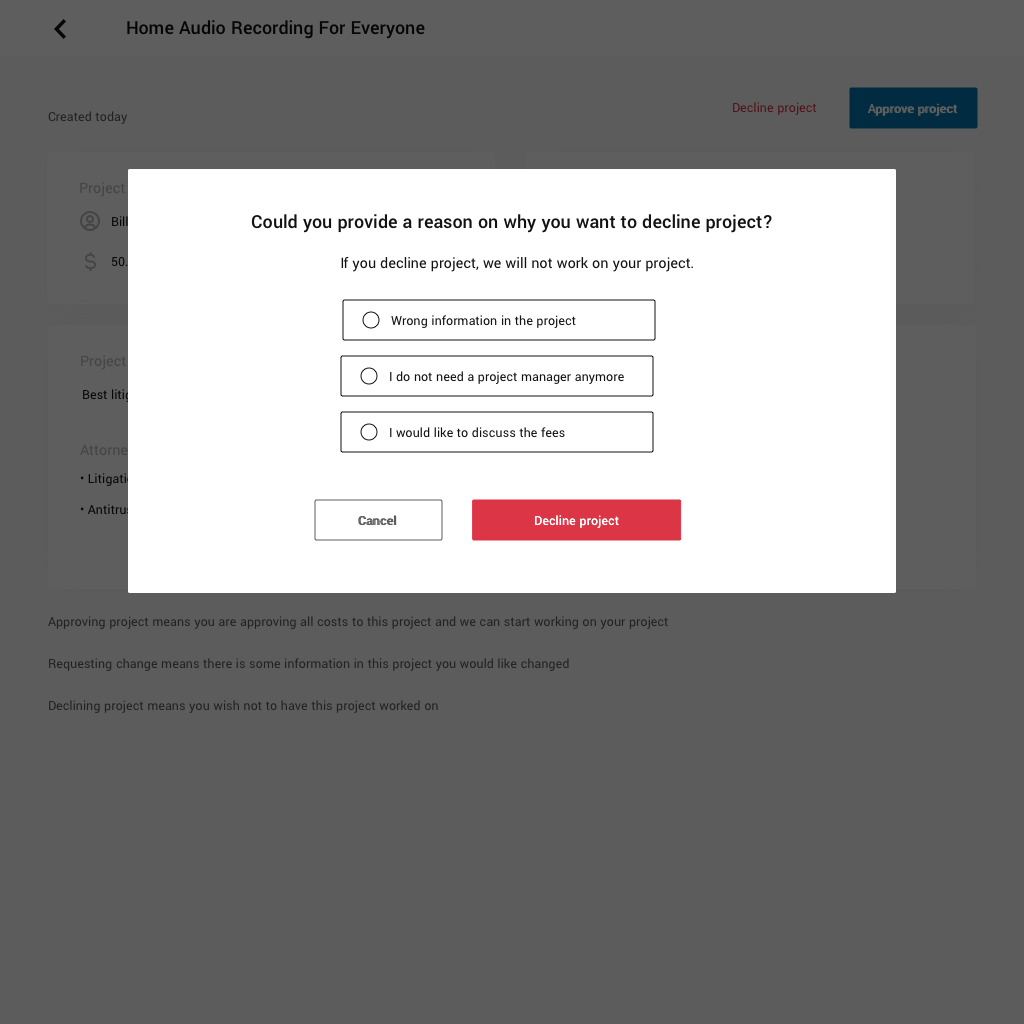 Home Audio Recording For Everyone
Created today
Decline project
Approve project
Project
50.
Project
Best
Could you provide a reason on why you want to decline project?
If you decline project, we will not work on your project.
Wrong information in the project
I do not need a project manager anymore
I would like to discuss the fees
Cancel
Decline project
Approving project means you are approving all costs to this project and we can start working on your project
Requesting change means there is some information in this project you would like changed
Declining project means you wish not to have this project worked on